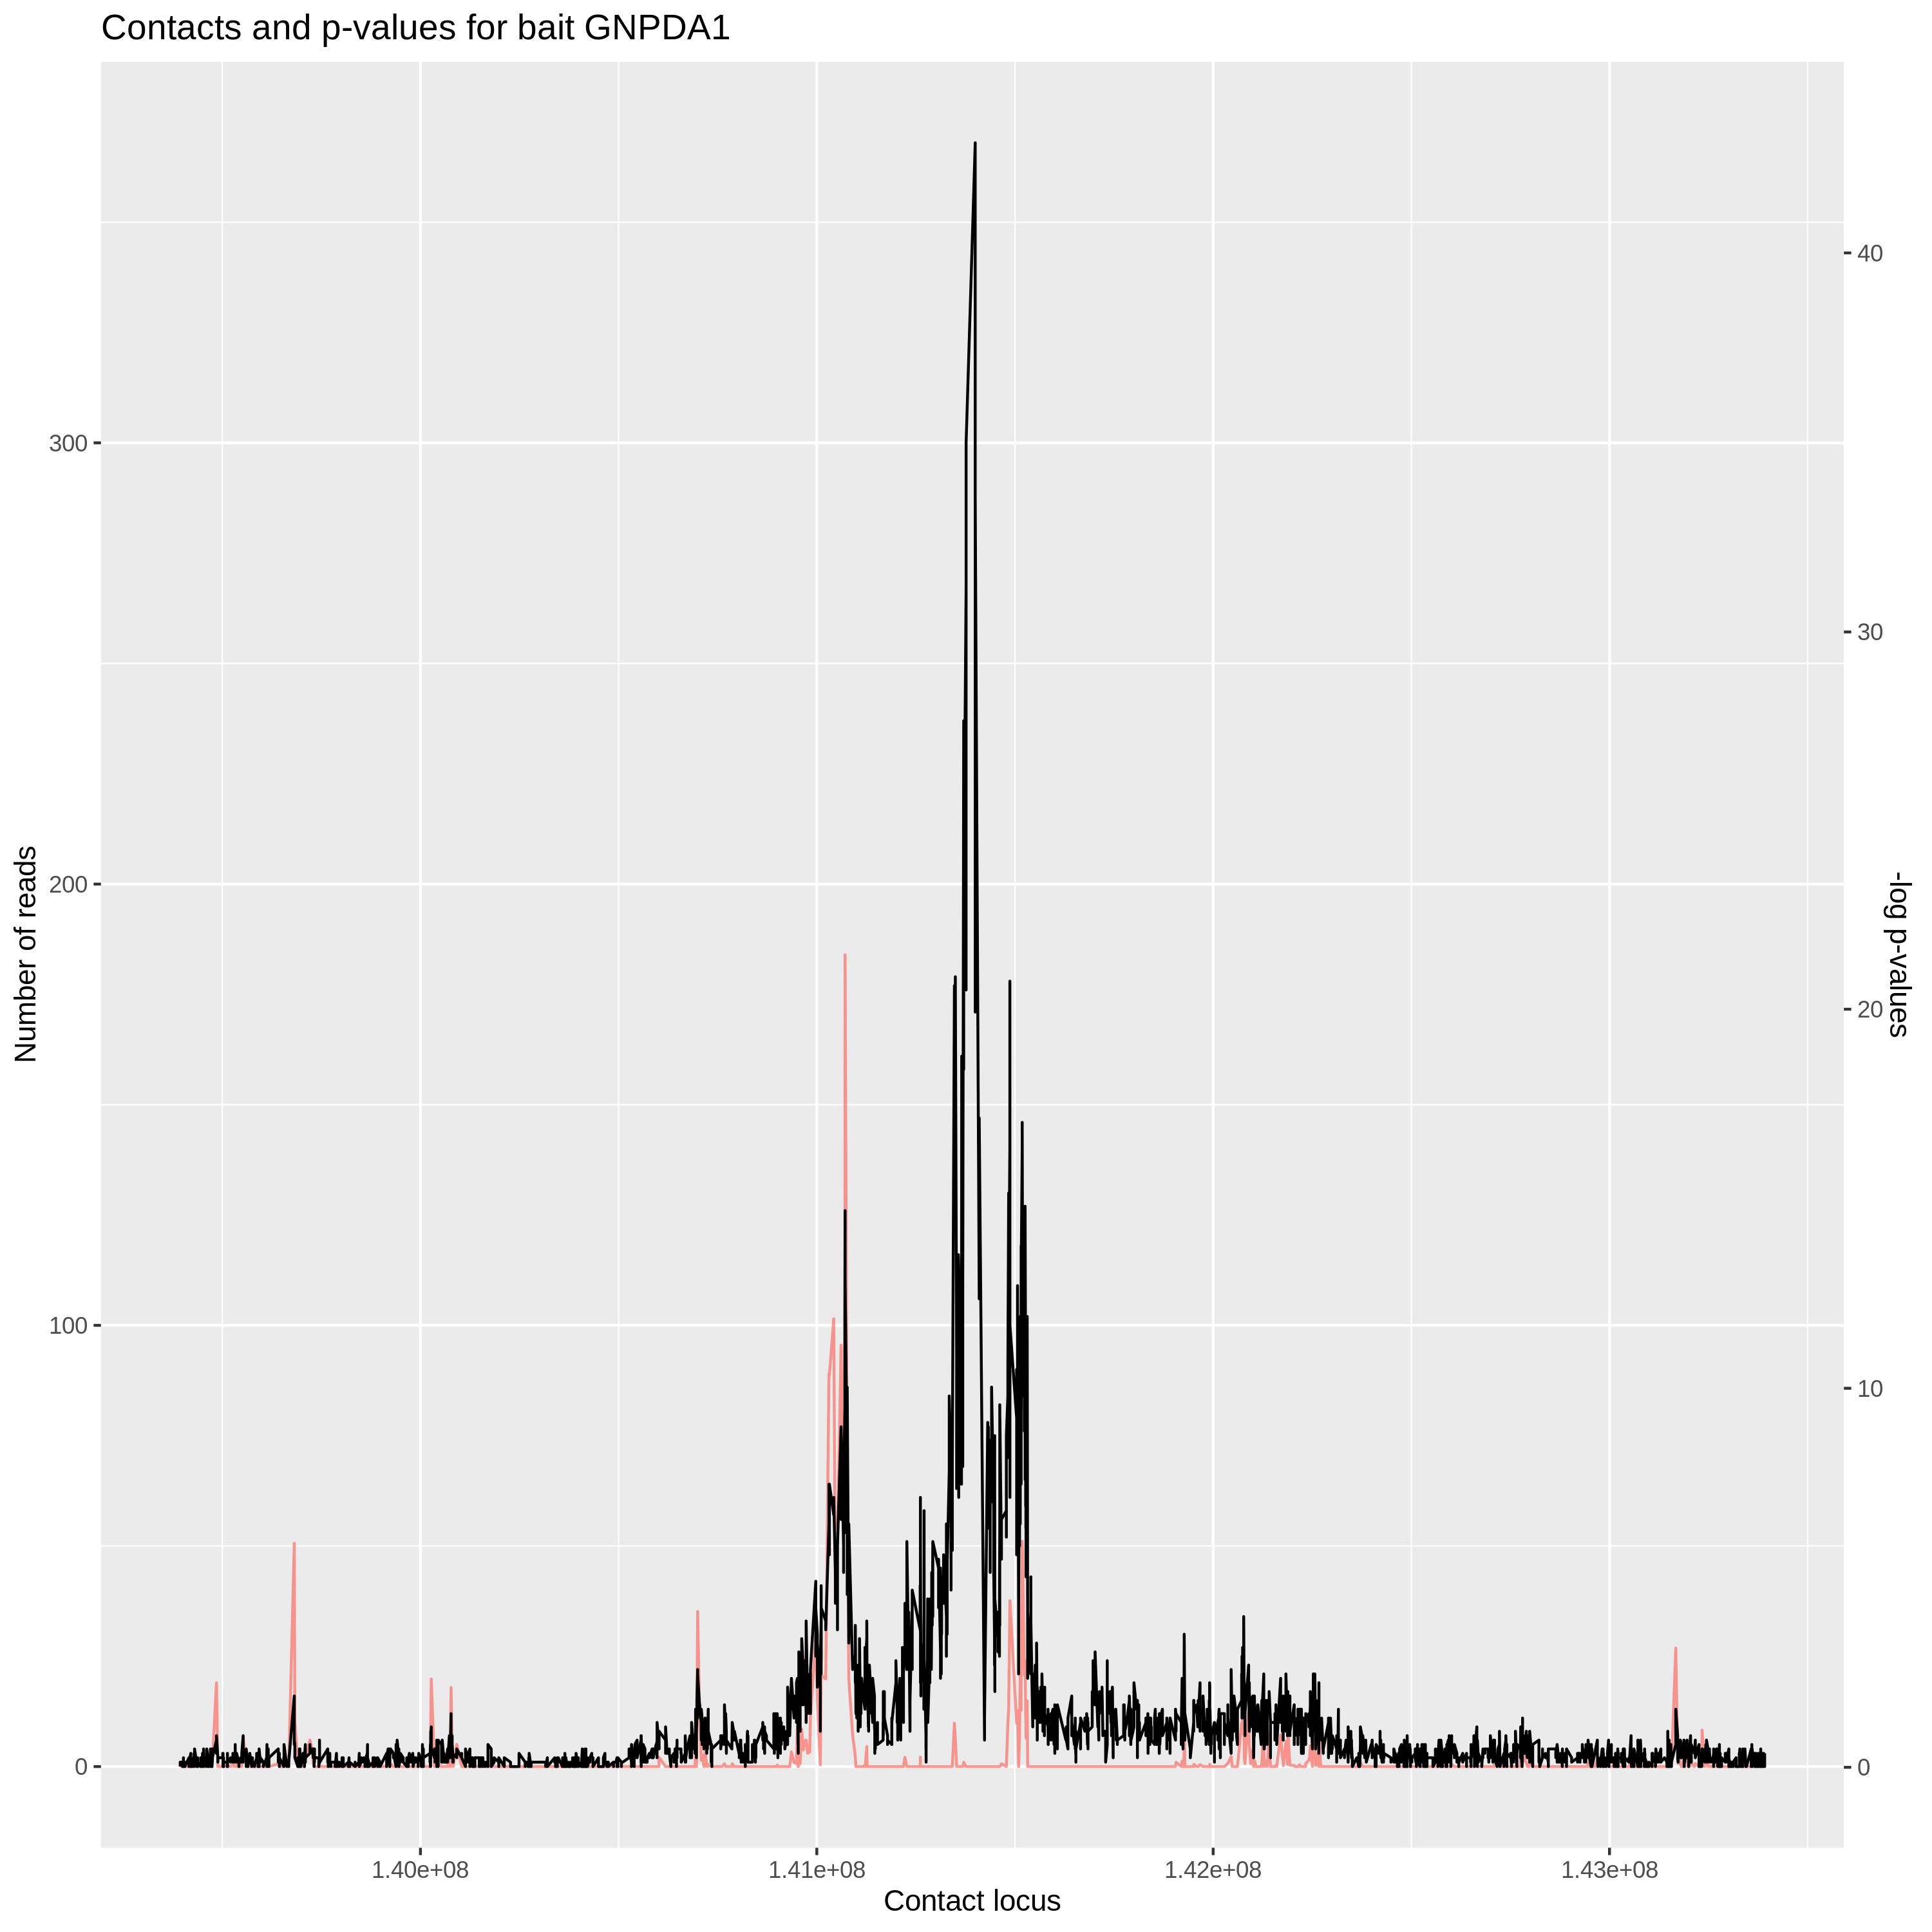 Contacts and p-values for bait GNPDA1
300
200
100
0
Number of reads
40
30
20
10
0
-log p-values
1.40e+08
1.41e+08
1.42e+08
1.43e+08
Contact locus